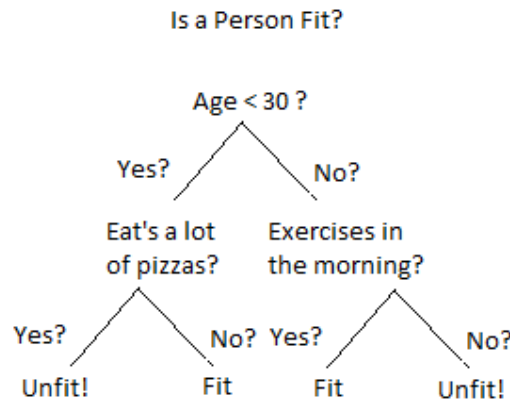 Is a Person Fit?
Age < 30 ?
Yes?
No?
Eat's a lot
of pizzas?
Exercises in
the morning?
Yes?
No?
Yes?
No?
Unfit!
Fit
Fit
Unfit!